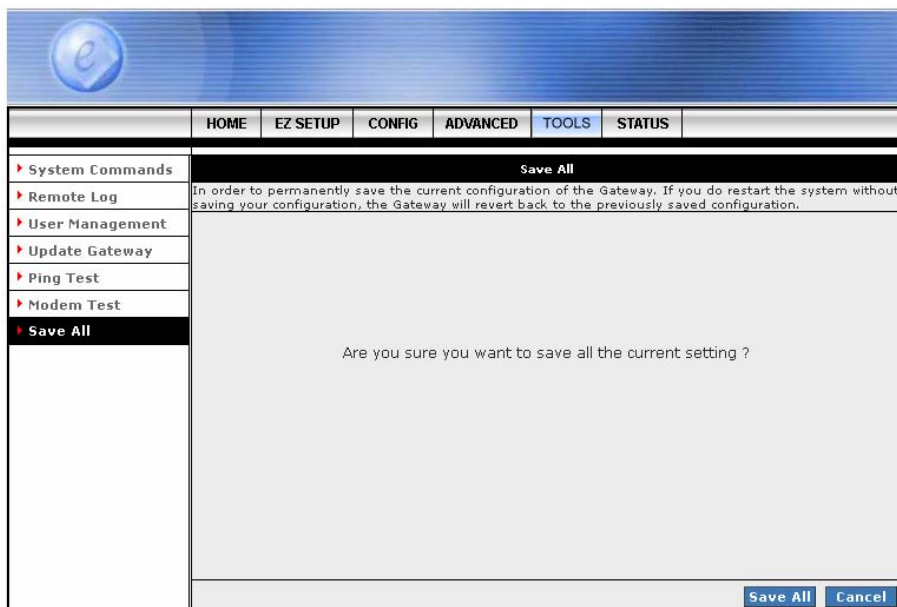 e
HOME EZ SETUP CONFIG ADVANCED TOOLS STATUS
System Commands
Remote Log
User Management
Update Gateway
Ping Test
Modem Test
Save All
Save All
In order to permanently save the current configuration of the Gateway. If you do restart the system without
saving your configuration, the Gateway will revert back to the previously saved configuration.
Are you sure you want to save all the current setting ?
Save All Cancel